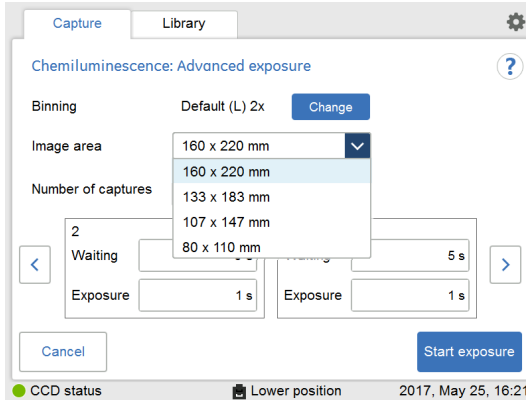 Capture Library
Chemiluminescence: Advanced exposure ?
Binning Default (L) 2x Change
Image area 160 x 220 mm
160 x 220 mm
133 x 183 mm
Number of captures
107 x 147 mm
80 x 110 mm
2
Waiting 5 s
Exposure 1 s Exposure 1 s
Cancel Start exposure
CCD status Lower position 2017, May 25, 16:21